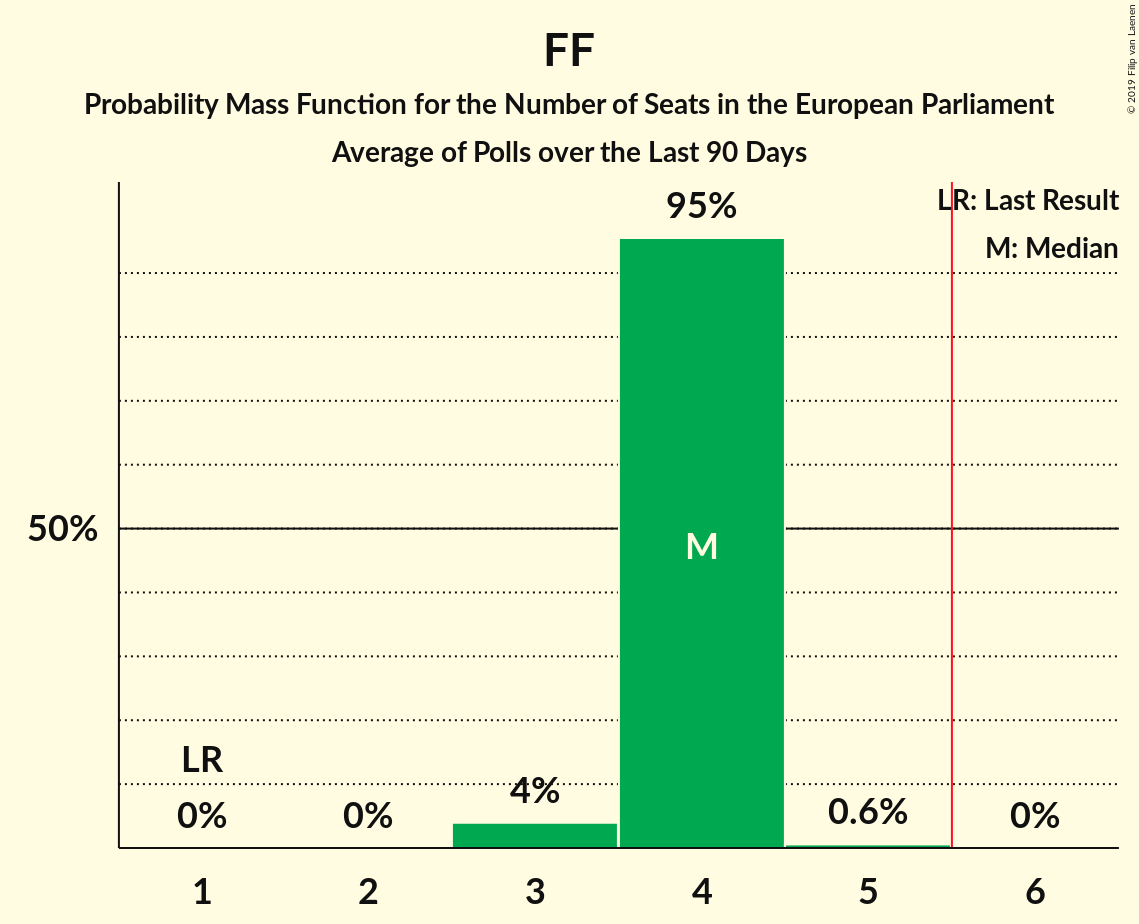 FF
Probability Mass Function for the Number of Seats in the European Parliament
Average of Polls over the Last 90 Days
© 2019 Filip van Laenen
LR: Last Result
M: Median
95%
50%
M
LR
0%
0%
4%
0.6%
0%
1
2
3
4
5
6